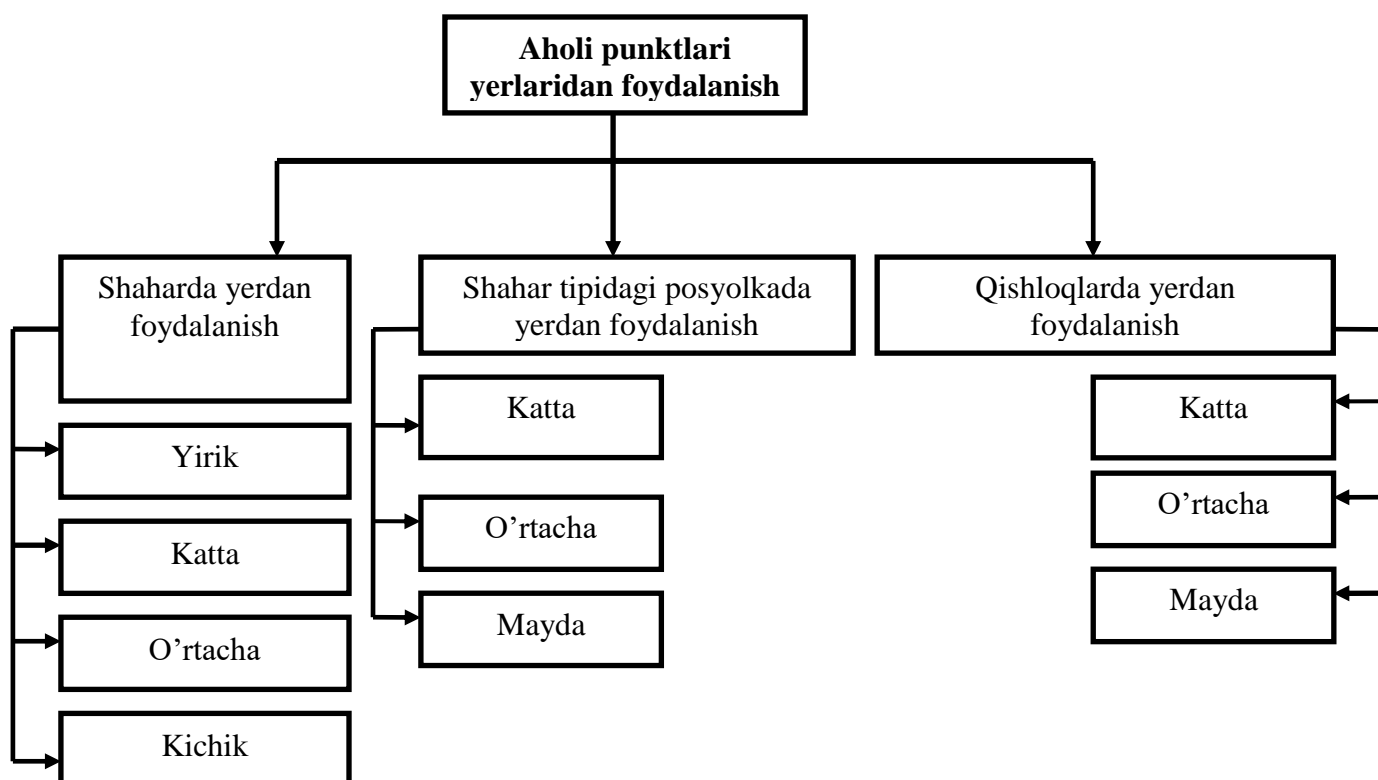 Aholi punktlari
yerlaridan foydalanish
Shaharda yerdan
foydalanish
Shahar tipidagi posyolkada
yerdan foydalanish
Qishloqlarda yerdan
foydalanish
Yirik
Katta
O’rtacha
Kichik
Katta
O’rtacha
Mayda
Katta
O’rtacha
Mayda